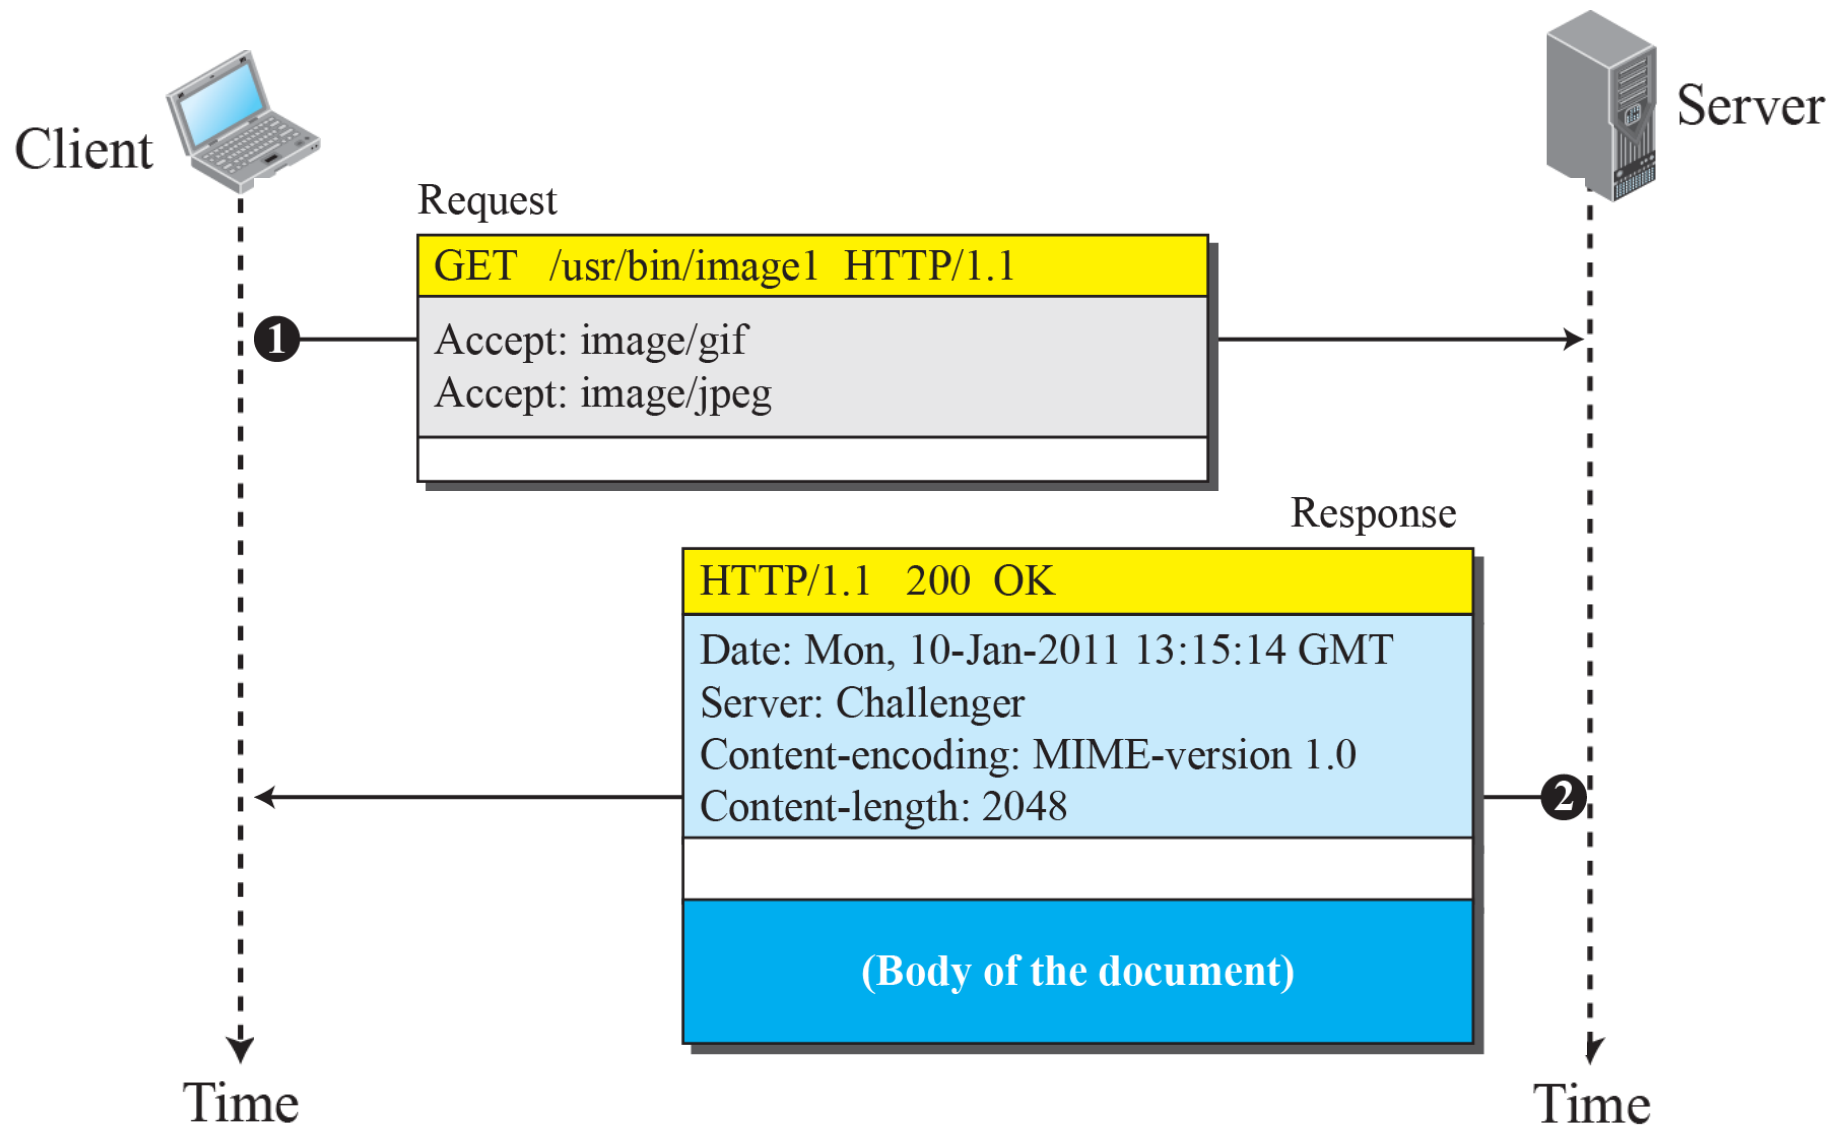 Client
Server
Request
GET /usr/bin/image1 HTTP/1.1
1
Accept: image/gif
Accept: image/jpeg
Response
HTTP/1.1 200 OK
Date: Mon, 10-Jan-2011 13:15:14 GMT
Server: Challenger
Content-encoding: MIME-version 1.0
Content-length: 2048
2
(Body of the document)
Time
Time